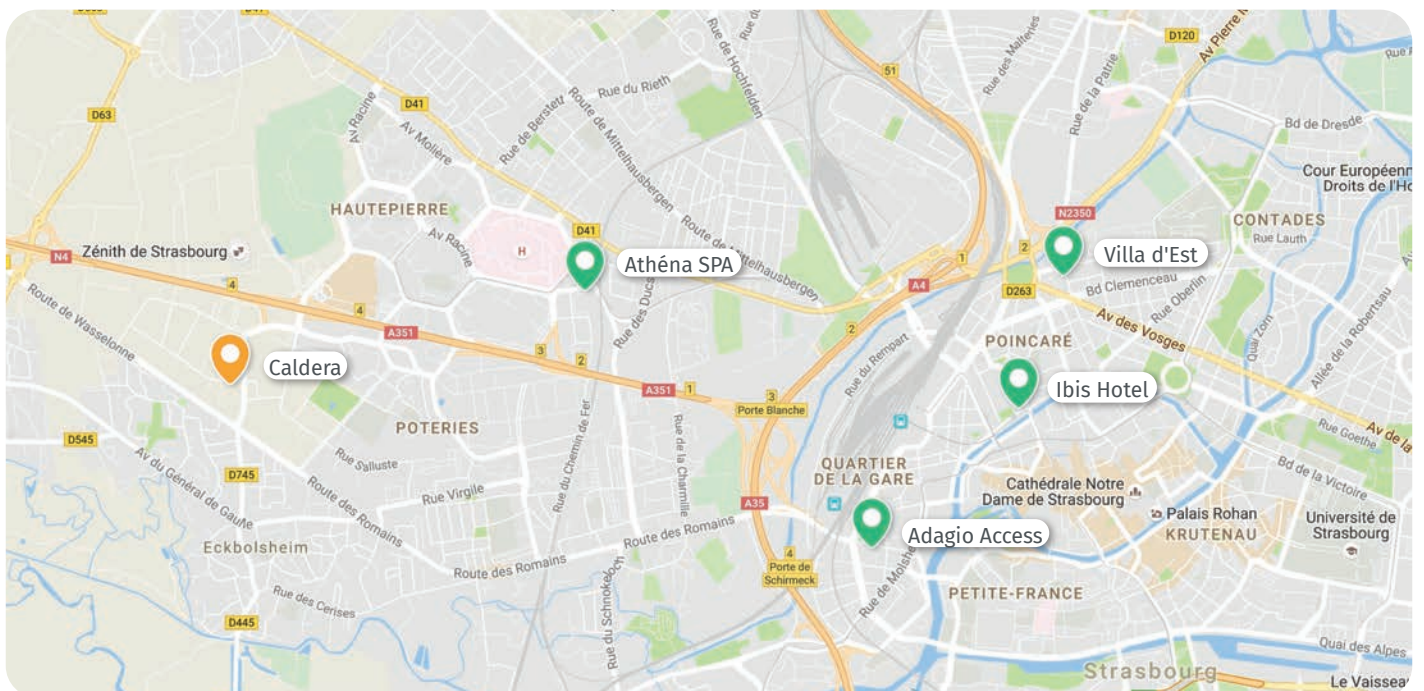 D41
D63
D41
Av Racine
Av Molière
Rue de Berstetz
Rue du Rieth
Route de Mittelhausbergen
Rue de Hochfelden
51
Rue des Malteries
Rue de la Patrie
D120
Av Pierre
Bd de Dresde
Cour Européenn
Droits de l'Ho
HAUTEPIERRE
Av Racine
H
D41
Route de Mittelhausbergen
N2350
CONTADES
Rue Lauth
Zénith de Strasbourg
N4
4
4
Athéna SPA
1
2
Villa d'Est
D263
Bd Clemenceau
Rue Oberlin
A4
Route de Wasselonne
A351
3
2
Rue des Ducs
2
Rue du Rempart
POINCARÉ
Av des Vosges
Quai Zorn
Allée de la Robertsau
Caldera
A351
1
3
Porte Blanche
Ibis Hotel
POTERIES
D545
Av du Général de Gaulle
D745
Rue Salluste
Route des Romains
Rue Virgile
Rue du Chemin de Fer
Rue de la Charmille
QUARTIER
DE LA GARE
Cathédrale Notre
Dame de Strasbourg
Rue Goethe
Av de la
Bd de la Victoire
A35
Palais Rohan
KRUTENAU
Université de
Strasbourg
Eckbolsheim
Route des Romains
Route des Romains
Adagio Access
4
Porte de
Schirmeck
Rue de Molshe
PETITE-FRANCE
Rue des Cerises
Rue du Schnokeloch
D445
Quai des Alpes
Strasbourg
Le Vaissea